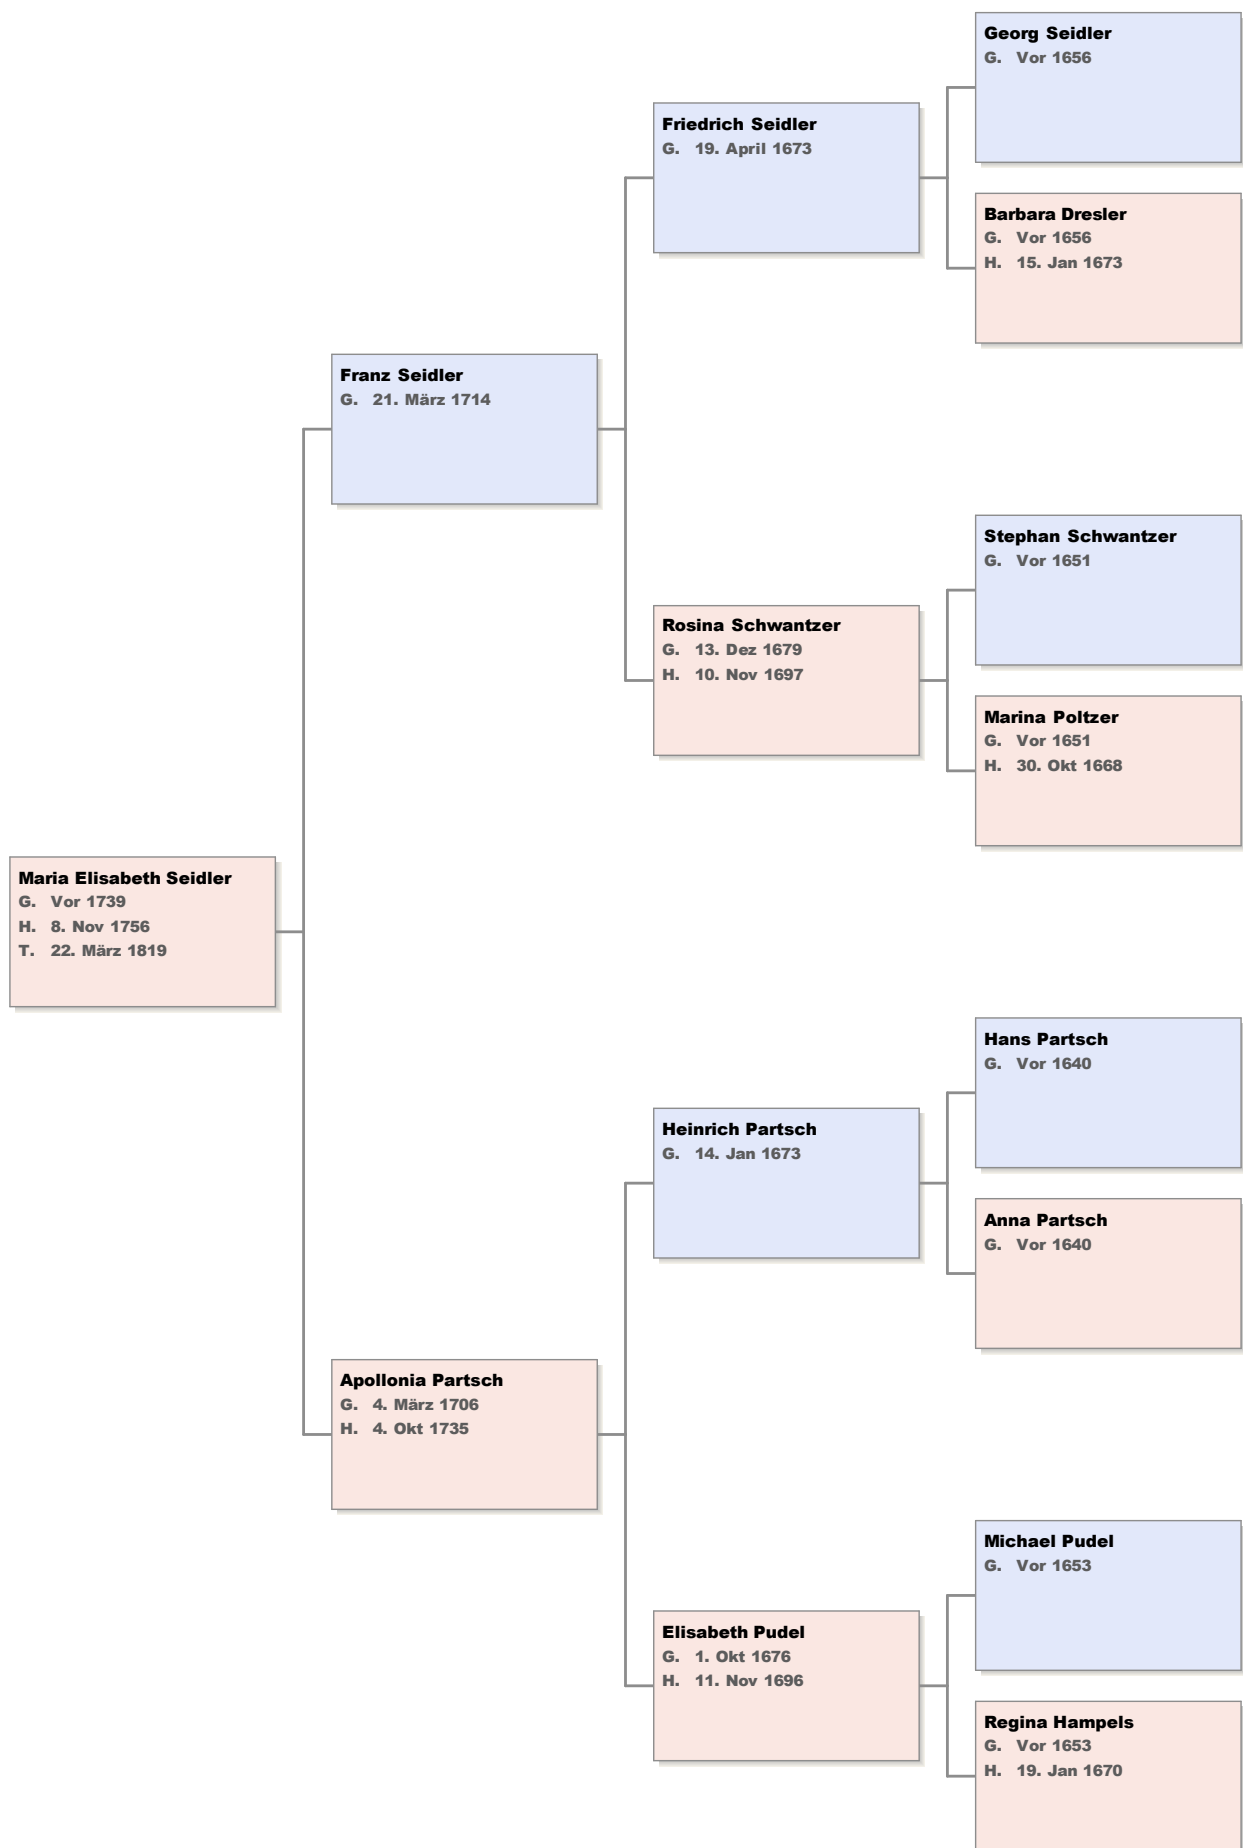 Georg Seidler
G. Vor 1656
Friedrich Seidler
G. 19. April 1673
Barbara Dresler
G. Vor 1656
H. 15. Jan 1673
Franz Seidler
G. 21. März 1714
Stephan Schwantzer
G. Vor 1651
Rosina Schwantzer
G. 13. Dez 1679
H. 10. Nov 1697
Marina Poltzer
G. Vor 1651
H. 30. Okt 1668
Maria Elisabeth Seidler
G. Vor 1739
H. 8. Nov 1756
T. 22. März 1819
Hans Partsch
G. Vor 1640
Heinrich Partsch
G. 14. Jan 1673
Anna Partsch
G. Vor 1640
Apollonia Partsch
G. 4. März 1706
H. 4. Okt 1735
Michael Pudel
G. Vor 1653
Elisabeth Pudel
G. 1. Okt 1676
H. 11. Nov 1696
Regina Hampels
G. Vor 1653
H. 19. Jan 1670